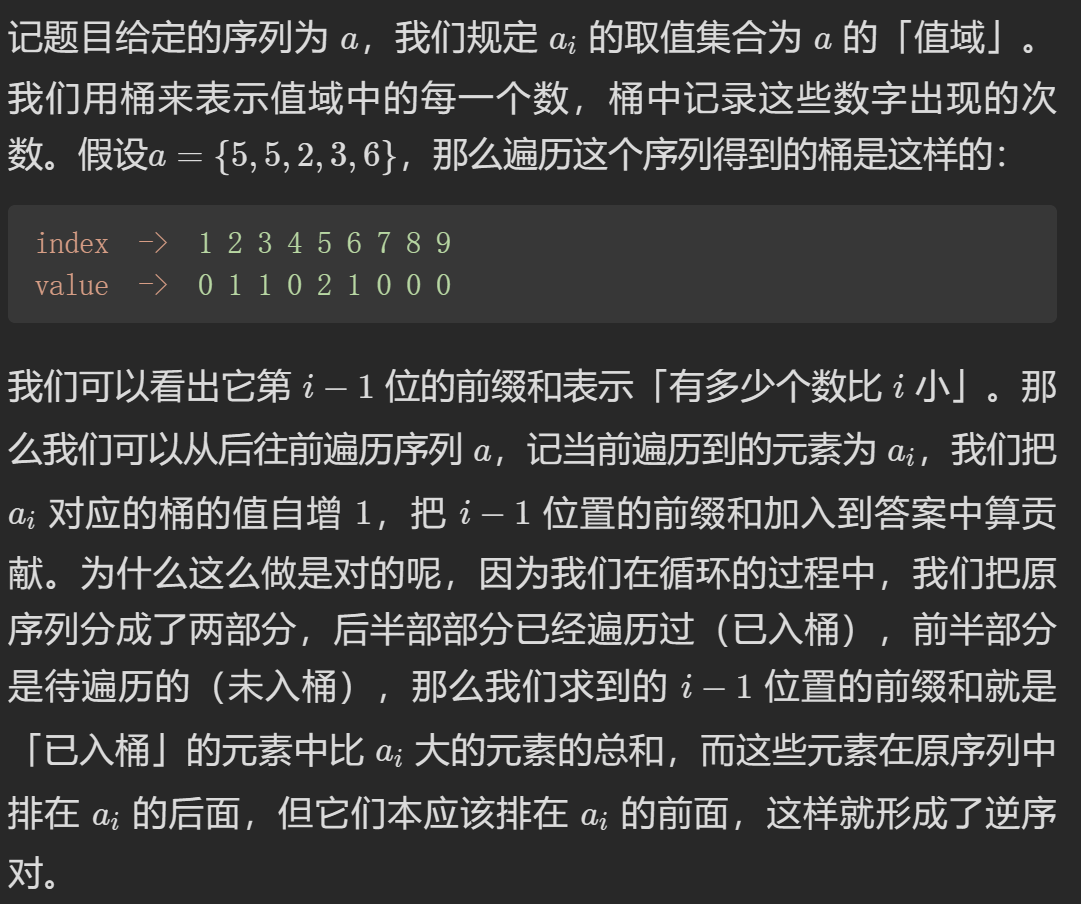 记题目给定的序列为 a，我们规定 aᵢ 的取值集合为 a 的「值域」。
我们用桶来表示值域中的每一个数，桶中记录这些数字出现的次
数。假设a = {5, 5, 2, 3, 6}，那么遍历这个序列得到的桶是这样的：
index -> 1 2 3 4 5 6 7 8 9
value -> 0 1 1 0 2 1 0 0 0
我们可以看出它第 i − 1 位的前缀和表示「有多少个数比 i 小」。那
么我们可以从后往前遍历序列 a，记当前遍历到的元素为 aᵢ，我们把
aᵢ 对应的桶的值自增 1，把 i − 1 位置的前缀和加入到答案中算贡
献。为什么这么做是对的呢，因为我们在循环的过程中，我们把原
序列分成了两部分，后半部部分已经遍历过（已入桶），前半部分
是待遍历的（未入桶），那么我们求到的 i − 1 位置的前缀和就是
「已入桶」的元素中比 aᵢ 大的元素的总和，而这些元素在原序列中
排在 aᵢ 的后面，但它们本应该排在 aᵢ 的前面，这样就形成了逆序
对。